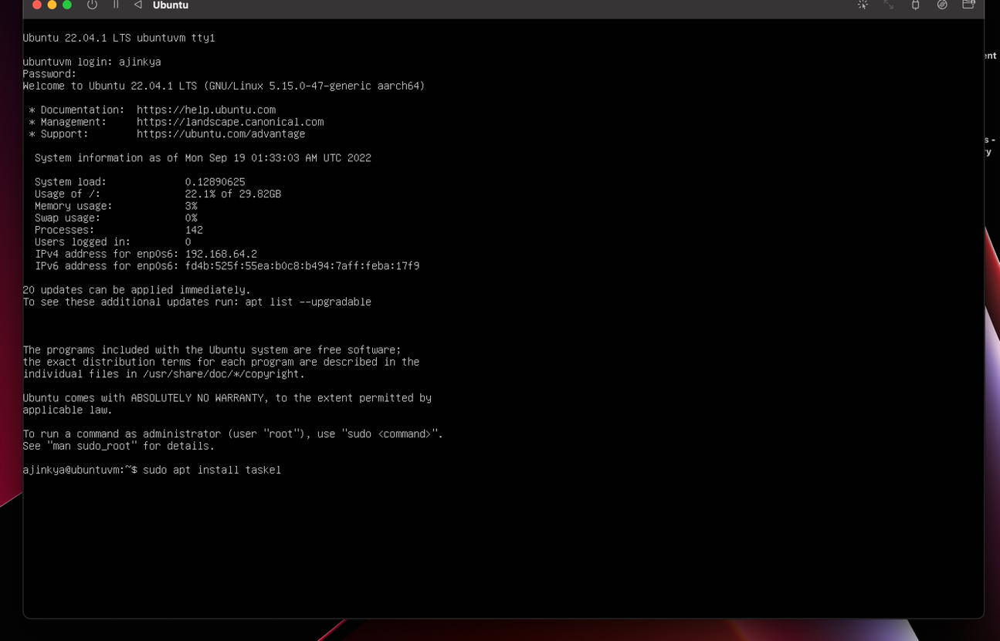 Ubuntu
ent
Ubuntu 22.04.1 LTS ubuntuvm tty1
ubuntuvm login: ajinkya
Password:
Welcome to Ubuntu 22.04.1 LTS (GNU/Linux 5.15.0-47-generic aarch64)
* Documentation:  https://help.ubuntu.com
* Management:     https://landscape.canonical.com
* Support:        https://ubuntu.com/advantage
s -
ry
System information as of Mon Sep 19 01:33:03 AM UTC 2022
System load:             0.12890625
Usage of /:              22.1% of 29.82GB
Memory usage:            3%
Swap usage:              0%
Processes:               142
Users logged in:         0
IPv4 address for enp0s6: 192.168.64.2
IPv6 address for enp0s6: fd4b:525f:55ea:b0c8:b494:7aff:feba:17f9
20 updates can be applied immediately.
To see these additional updates run: apt list --upgradable
The programs included with the Ubuntu system are free software;
the exact distribution terms for each program are described in the
individual files in /usr/share/doc/*/copyright.
Ubuntu comes with ABSOLUTELY NO WARRANTY, to the extent permitted by
applicable law.
To run a command as administrator (user "root"), use "sudo <command>".
See "man sudo_root" for details.
ajinkya@ubuntuvm:~$ sudo apt install taskel